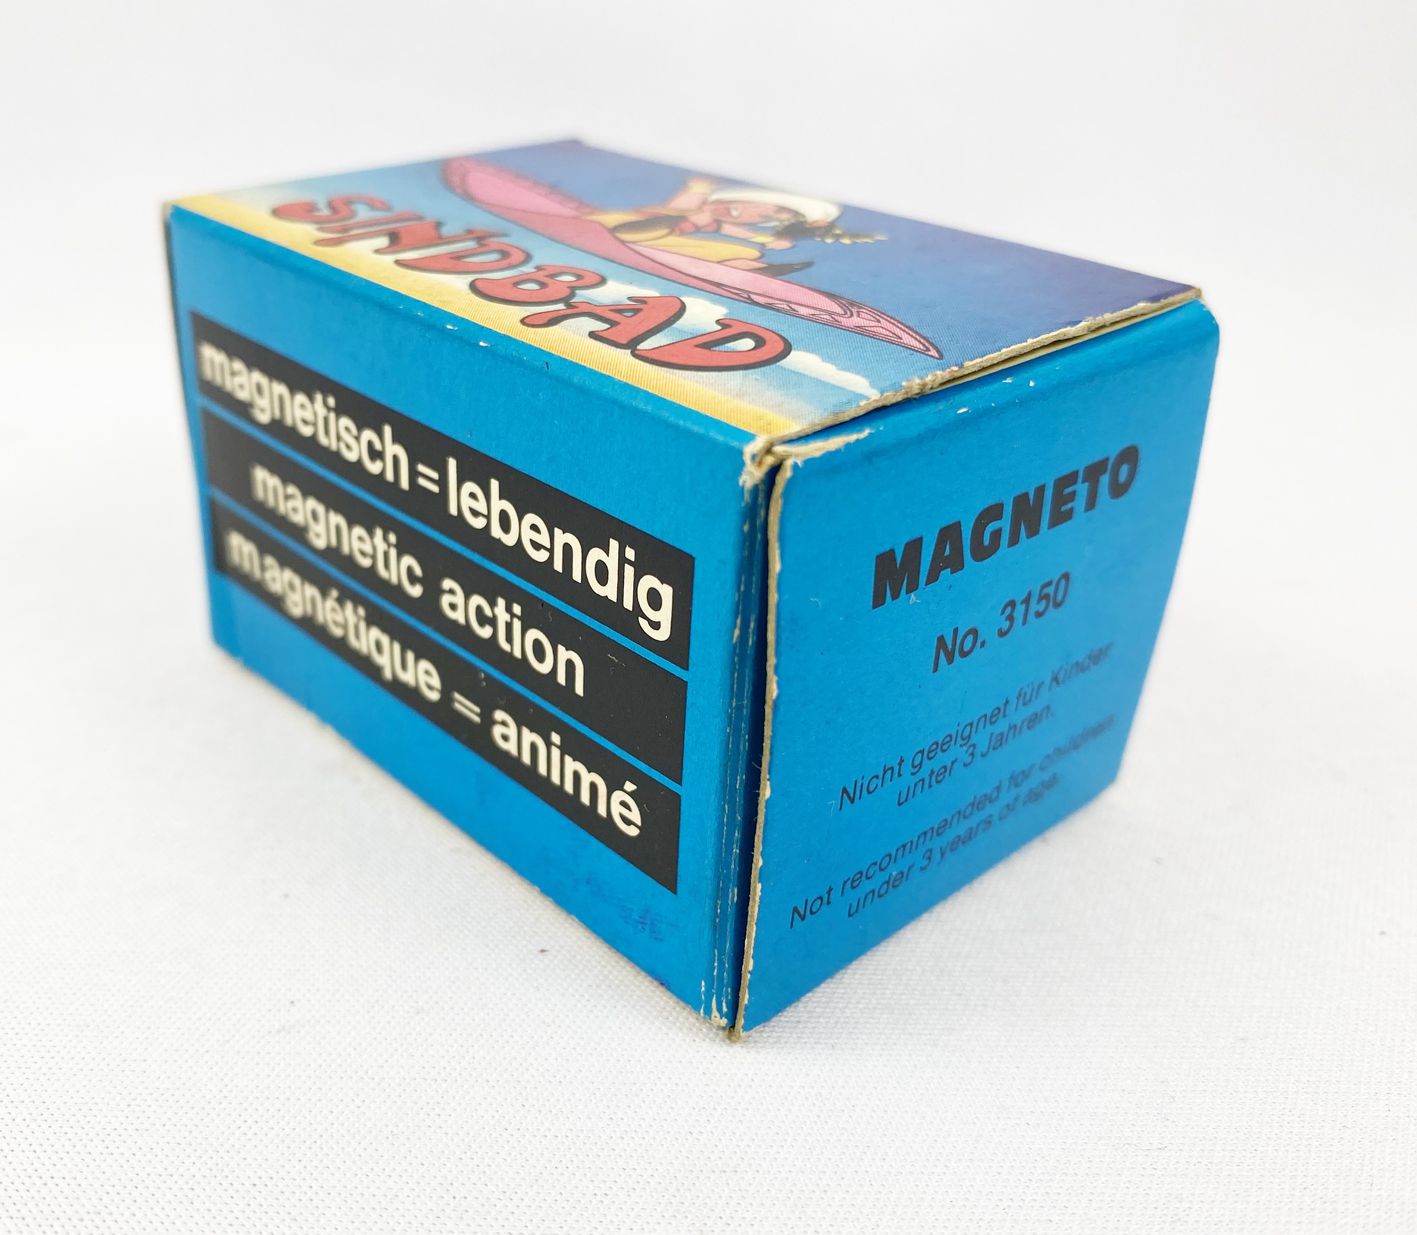 SINDBAD
magnetisch = lebendig
magnetic action
magnétique = animé
MAGNETO
No. 3150
Nicht geeignet für Kinder
unter 3 Jahren.
Not recommended for children
under 3 years of age.